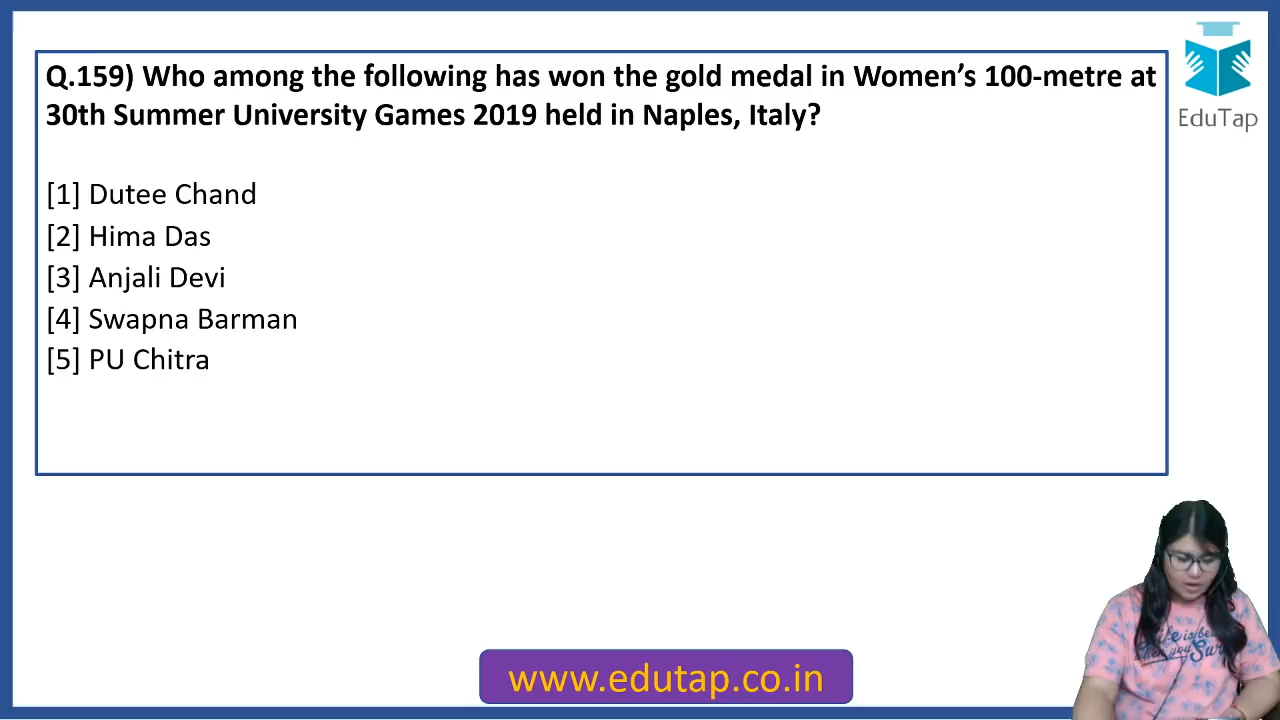 Q.159) Who among the following has won the gold medal in Women’s 100-metre at
30th Summer University Games 2019 held in Naples, Italy?
[1] Dutee Chand
[2] Hima Das
[3] Anjali Devi
[4] Swapna Barman
[5] PU Chitra
EduTap
www.edutap.co.in